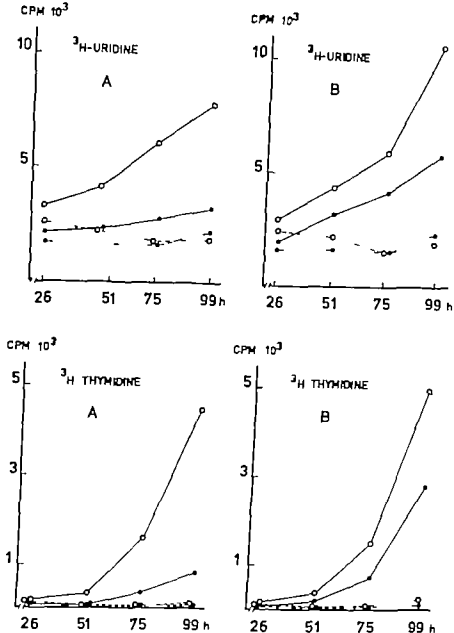 CPM 10³
³H-URIDINE
A
10
5
26 51 75 99 h
CPM 10³
³H-URIDINE
B
10
5
26 51 75 99 h
CPM 10³
³H THYMIDINE
A
5
3
1
26 51 75 99 h
CPM 10³
³H THYMIDINE
B
5
3
1
26 51 75 99 h